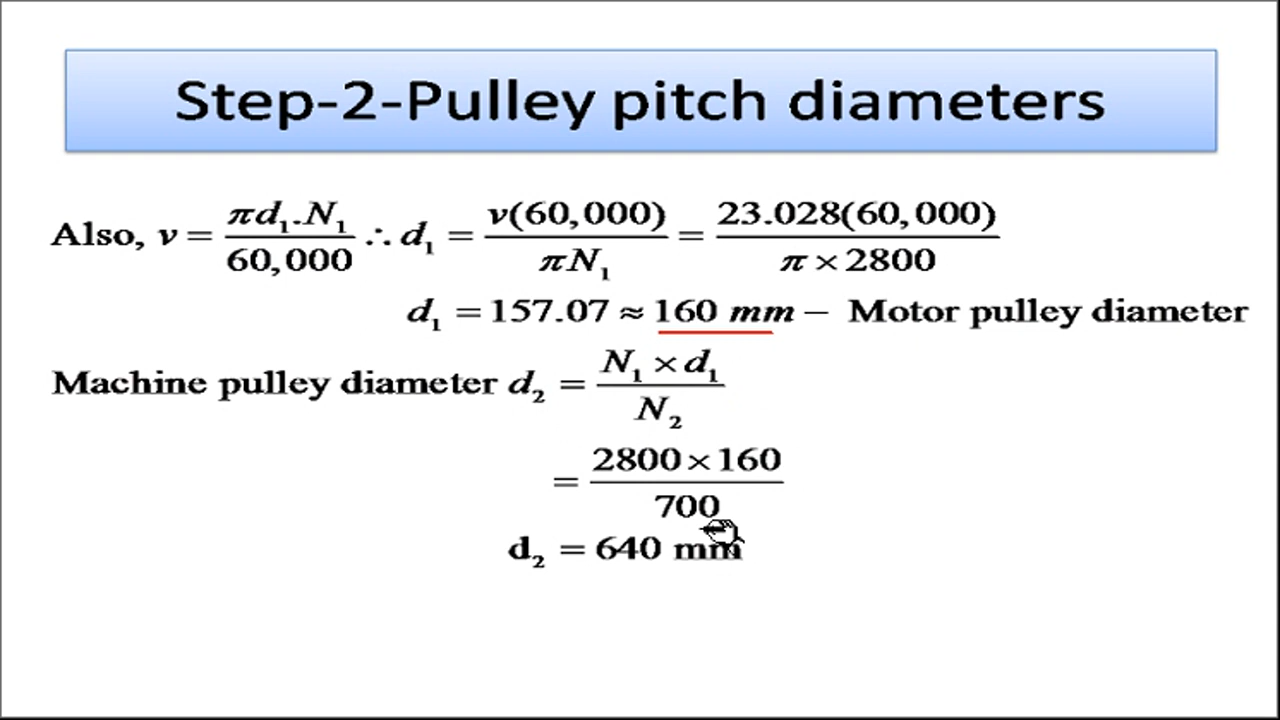 Step-2-Pulley pitch diameters
Also, v = πd₁.N₁/60,000 ∴ d₁ = v(60,000)/πN₁ = 23.028(60,000)/π × 2800
d₁ = 157.07 ≈ 160 mm – Motor pulley diameter
Machine pulley diameter d₂ = N₁ × d₁/N₂
= 2800 × 160/700
d₂ = 640 mm